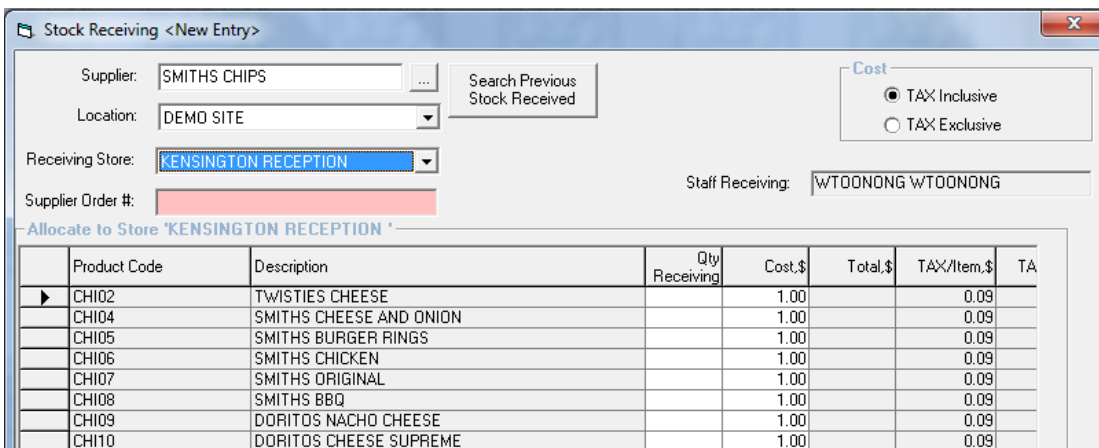 Stock Receiving <New Entry>
Supplier: SMITHS CHIPS ... Search Previous Stock Received
Cost
TAX Inclusive
TAX Exclusive
Location: DEMO SITE
Receiving Store: KENSINGTON RECEPTION
Staff Receiving: WTOONONG WTOONONG
Supplier Order #:
Allocate to Store 'KENSINGTON RECEPTION '
Product Code Description Qty Receiving Cost,$ Total,$ TAX/Item,$ TA
CHI02 TWISTIES CHEESE 1.00 0.09
CHI04 SMITHS CHEESE AND ONION 1.00 0.09
CHI05 SMITHS BURGER RINGS 1.00 0.09
CHI06 SMITHS CHICKEN 1.00 0.09
CHI07 SMITHS ORIGINAL 1.00 0.09
CHI08 SMITHS BBQ 1.00 0.09
CHI09 DORITOS NACHO CHEESE 1.00 0.09
CHI10 DORITOS CHEESE SUPREME 1.00 0.09